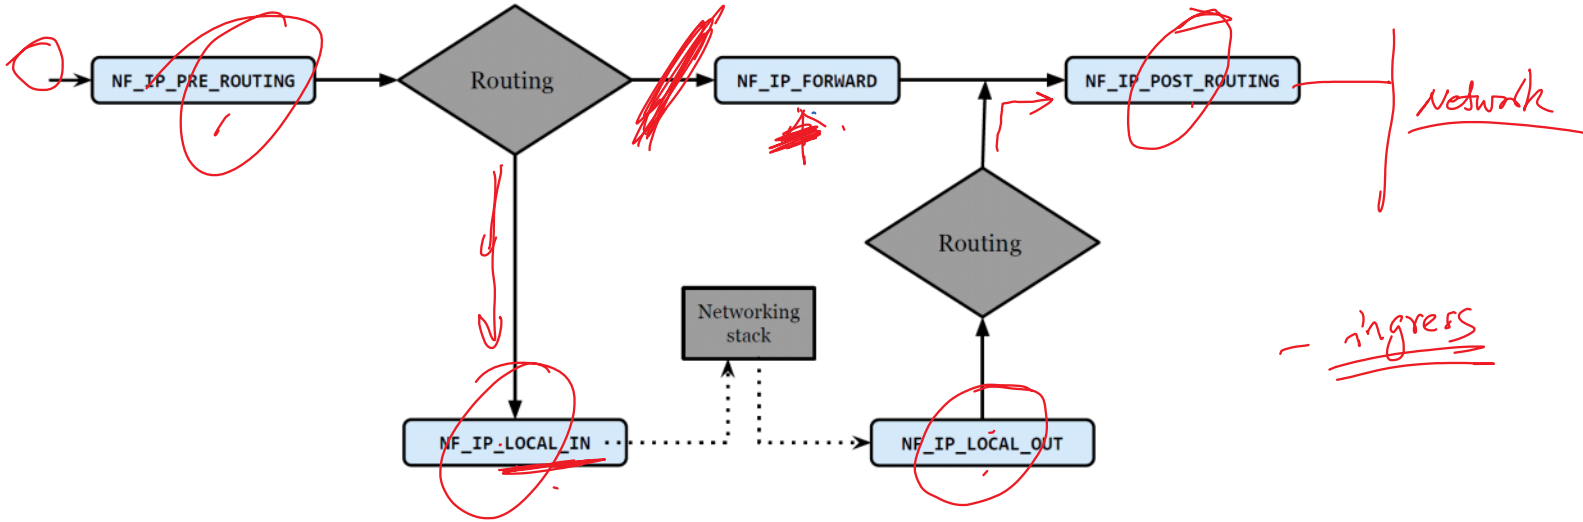 NF_IP_PRE_ROUTING
Routing
NF_IP_FORWARD
NF_IP_POST_ROUTING
Network
Routing
Networking
stack
- ingress
NF_IP_LOCAL_IN
NF_IP_LOCAL_OUT